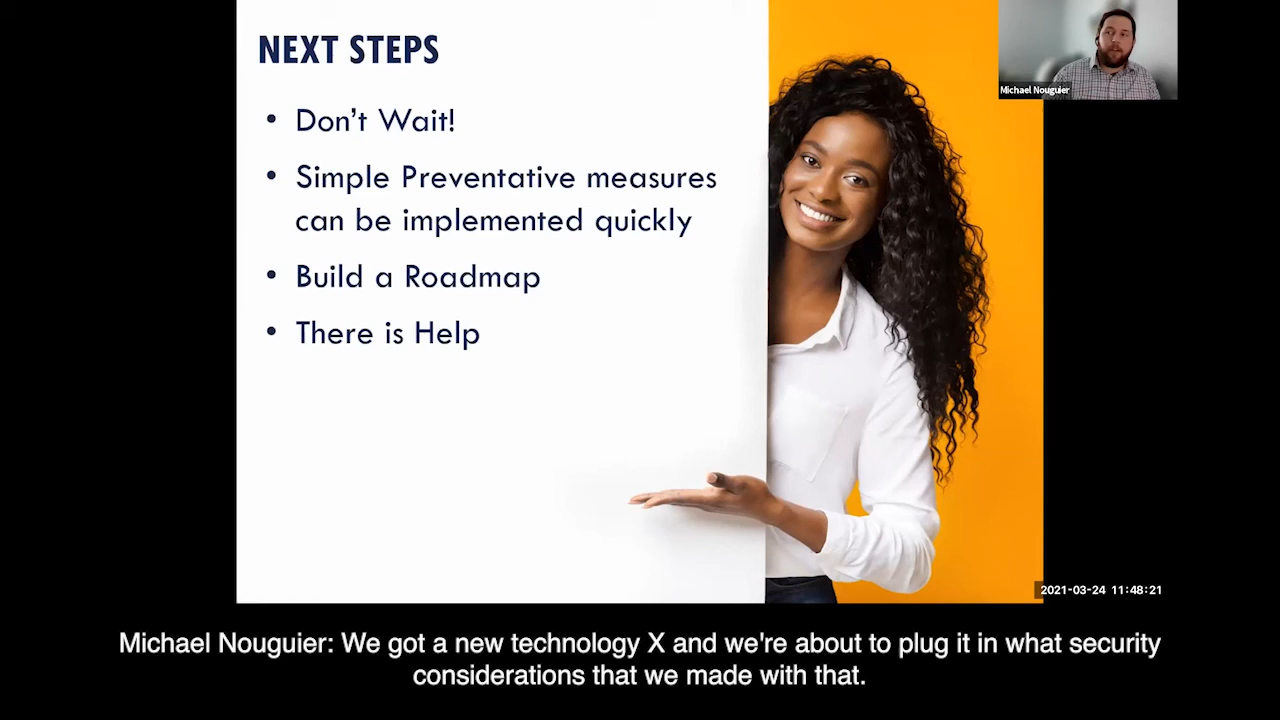 NEXT STEPS
• Don't Wait!
• Simple Preventative measures
can be implemented quickly
• Build a Roadmap
• There is Help
Michael Nouguier
2021-03-24 11:48:21
Michael Nouguier: We got a new technology X and we're about to plug it in what security
considerations that we made with that.